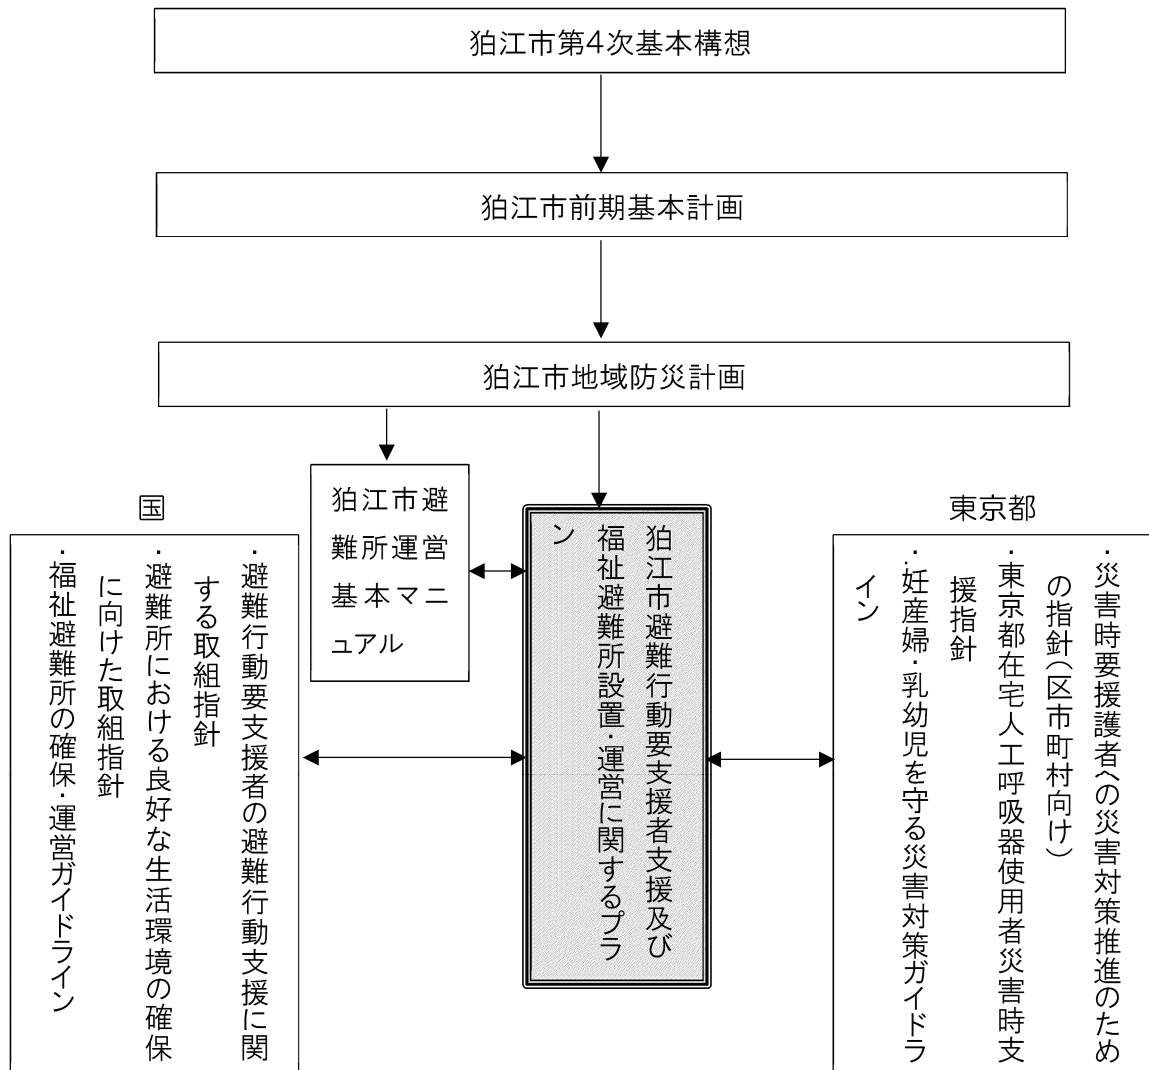 狛江市第4次基本構想
狛江市前期基本計画
狛江市地域防災計画
狛江市避
難所運営
基本マニ
ュアル
国
・避難行動要支援者の避難行動支援に関
する取組指針
・避難所における良好な生活環境の確保
に向けた取組指針
・福祉避難所の確保・運営ガイドライン
狛江市避難行動要支援者支援及び
福祉避難所設置・運営に関するプラ
ン
東京都
・災害時要援護者への災害対策推進のため
の指針（区市町村向け）
・東京都在宅人工呼吸器使用者災害時支
援指針
・妊産婦・乳幼児を守る災害対策ガイドラ
イン